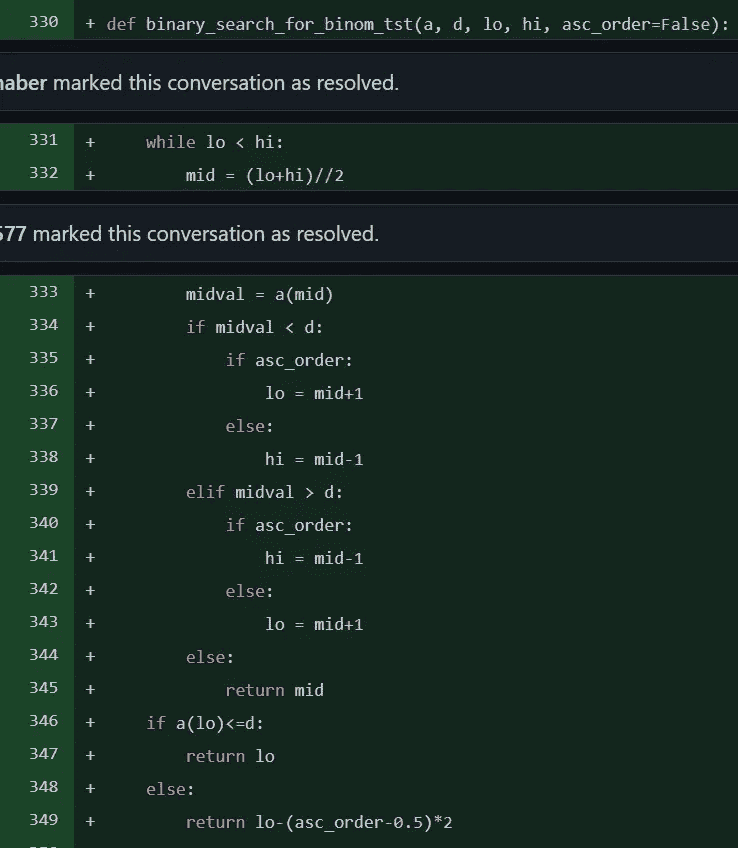 330 + def binary_search_for_binom_tst(a, d, lo, hi, asc_order=False):
haber marked this conversation as resolved.
331 + while lo < hi:
332 + mid = (lo+hi)//2
577 marked this conversation as resolved.
333 + midval = a(mid)
334 + if midval < d:
335 + if asc_order:
336 + lo = mid+1
337 + else:
338 + hi = mid-1
339 + elif midval > d:
340 + if asc_order:
341 + hi = mid-1
342 + else:
343 + lo = mid+1
344 + else:
345 + return mid
346 + if a(lo)<=d:
347 + return lo
348 + else:
349 + return lo-(asc_order-0.5)*2